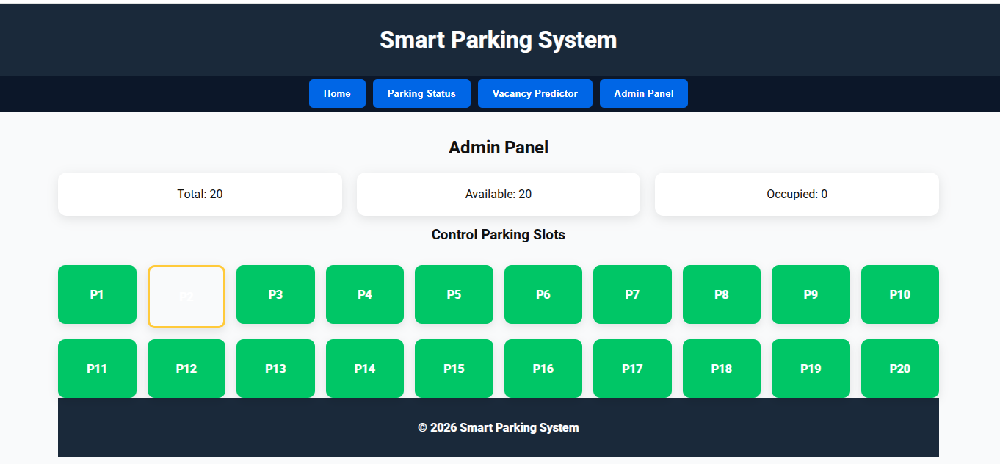 Smart Parking System
Home Parking Status Vacancy Predictor Admin Panel
Admin Panel
Total: 20 Available: 20 Occupied: 0
Control Parking Slots
P1 P2 P3 P4 P5 P6 P7 P8 P9 P10
P11 P12 P13 P14 P15 P16 P17 P18 P19 P20
© 2026 Smart Parking System